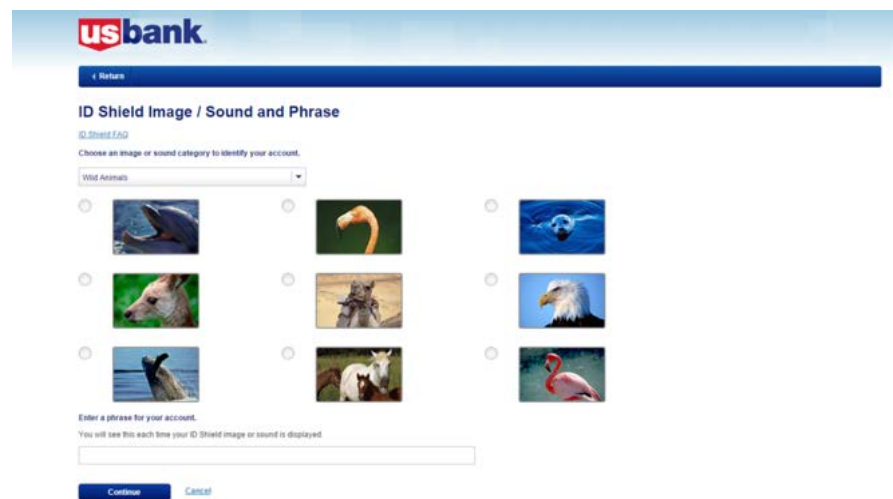 usbank.
Return
ID Shield Image / Sound and Phrase
ID Shield FAQ
Choose an image or sound category to identify your account.
Wild Animals
Enter a phrase for your account.
You will see this each time your ID Shield image or sound is displayed.
Continue Cancel